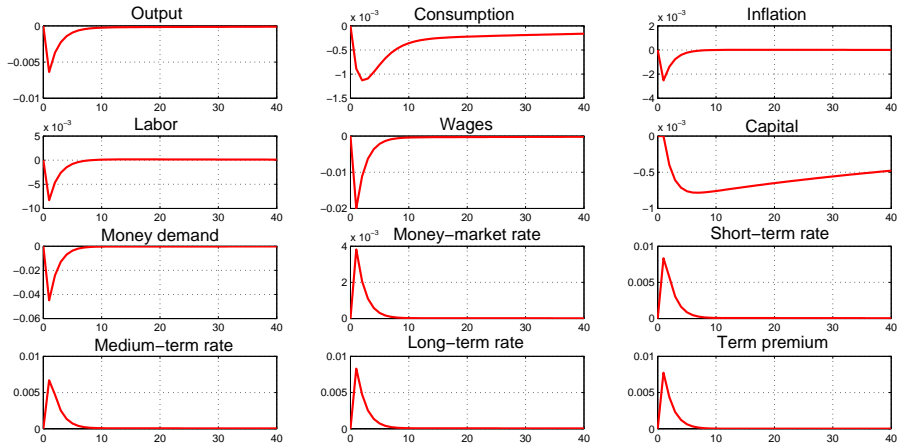 Output
0
−0.005
−0.01
0 10 20 30 40
Consumption
x 10⁻³
0
−0.5
−1
−1.5
0 10 20 30 40
Inflation
x 10⁻³
2
0
−2
−4
0 10 20 30 40
Labor
x 10⁻³
5
0
−5
−10
0 10 20 30 40
Wages
0
−0.01
−0.02
0 10 20 30 40
Capital
x 10⁻³
0
−0.5
−1
0 10 20 30 40
Money demand
0
−0.02
−0.04
−0.06
0 10 20 30 40
Money−market rate
x 10⁻³
4
2
0
0 10 20 30 40
Short−term rate
0.01
0.005
0
0 10 20 30 40
Medium−term rate
0.01
0.005
0
0 10 20 30 40
Long−term rate
0.01
0.005
0
0 10 20 30 40
Term premium
0.01
0.005
0
0 10 20 30 40